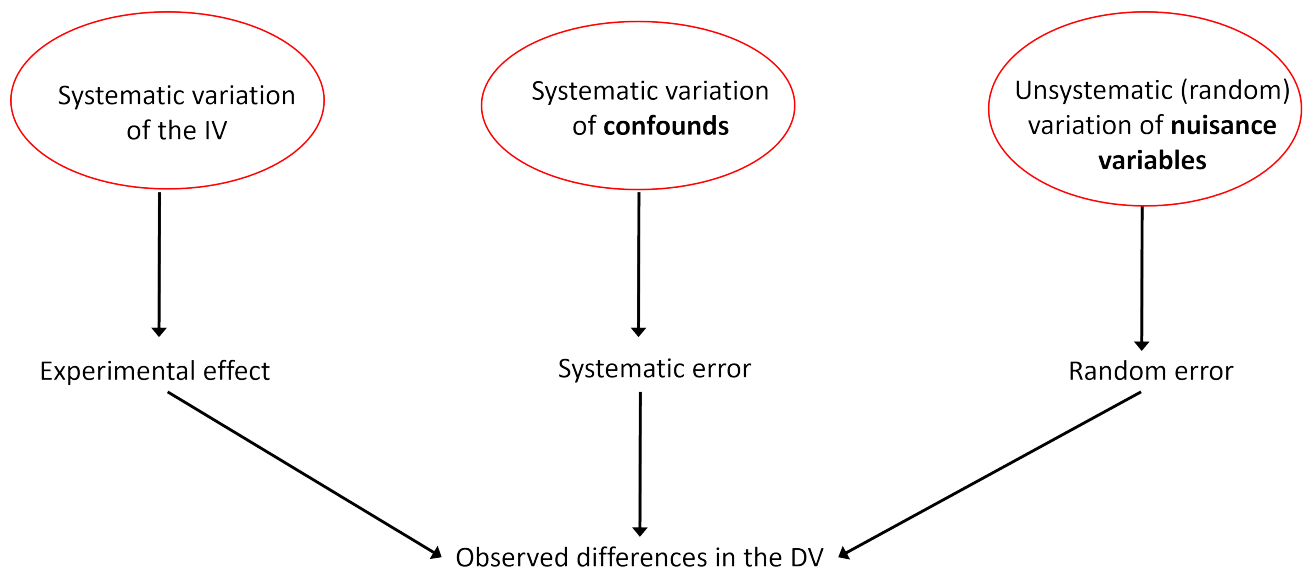 Systematic variation
of the IV
Systematic variation
of confounds
Unsystematic (random)
variation of nuisance
variables
Experimental effect
Systematic error
Random error
Observed differences in the DV